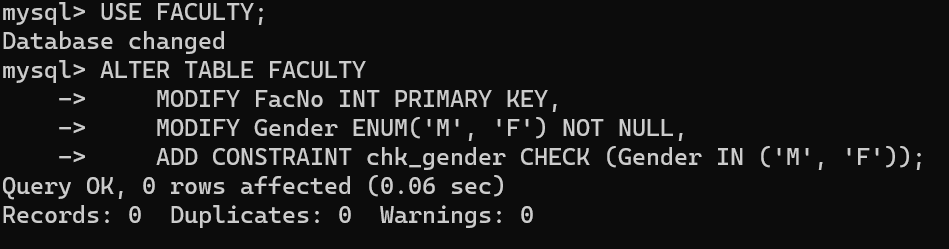 mysql> USE FACULTY;
Database changed
mysql> ALTER TABLE FACULTY
    ->     MODIFY FacNo INT PRIMARY KEY,
    ->     MODIFY Gender ENUM('M', 'F') NOT NULL,
    ->     ADD CONSTRAINT chk_gender CHECK (Gender IN ('M', 'F'));
Query OK, 0 rows affected (0.06 sec)
Records: 0  Duplicates: 0  Warnings: 0